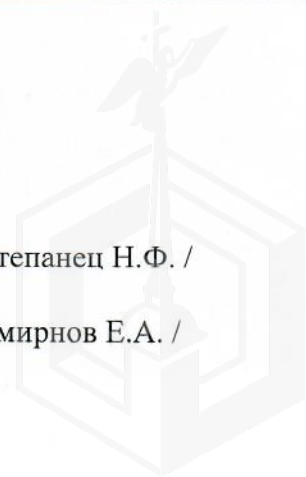 тепанец Н.Ф. /
мирнов Е.А. /